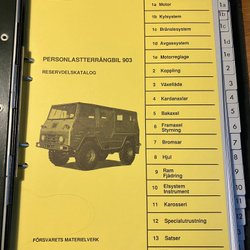 PERSONLASTTERRÄNGBIL 903
RESERVDELSKATALOG
FÖRSVARETS MATERIELVERK
1a Motor
1b Kylsystem
1c Bränslesystem
1d Avgassystem
1e Motorreglage
2 Koppling
3 Växellåda
4 Kardanaxlar
5 Bakaxel
6 Framaxel
Styrning
7 Bromsar
8 Hjul
9 Ram
Fjädring
10 Elsystem
Instrument
11 Karosseri
12 Specialutrustning
13 Satser